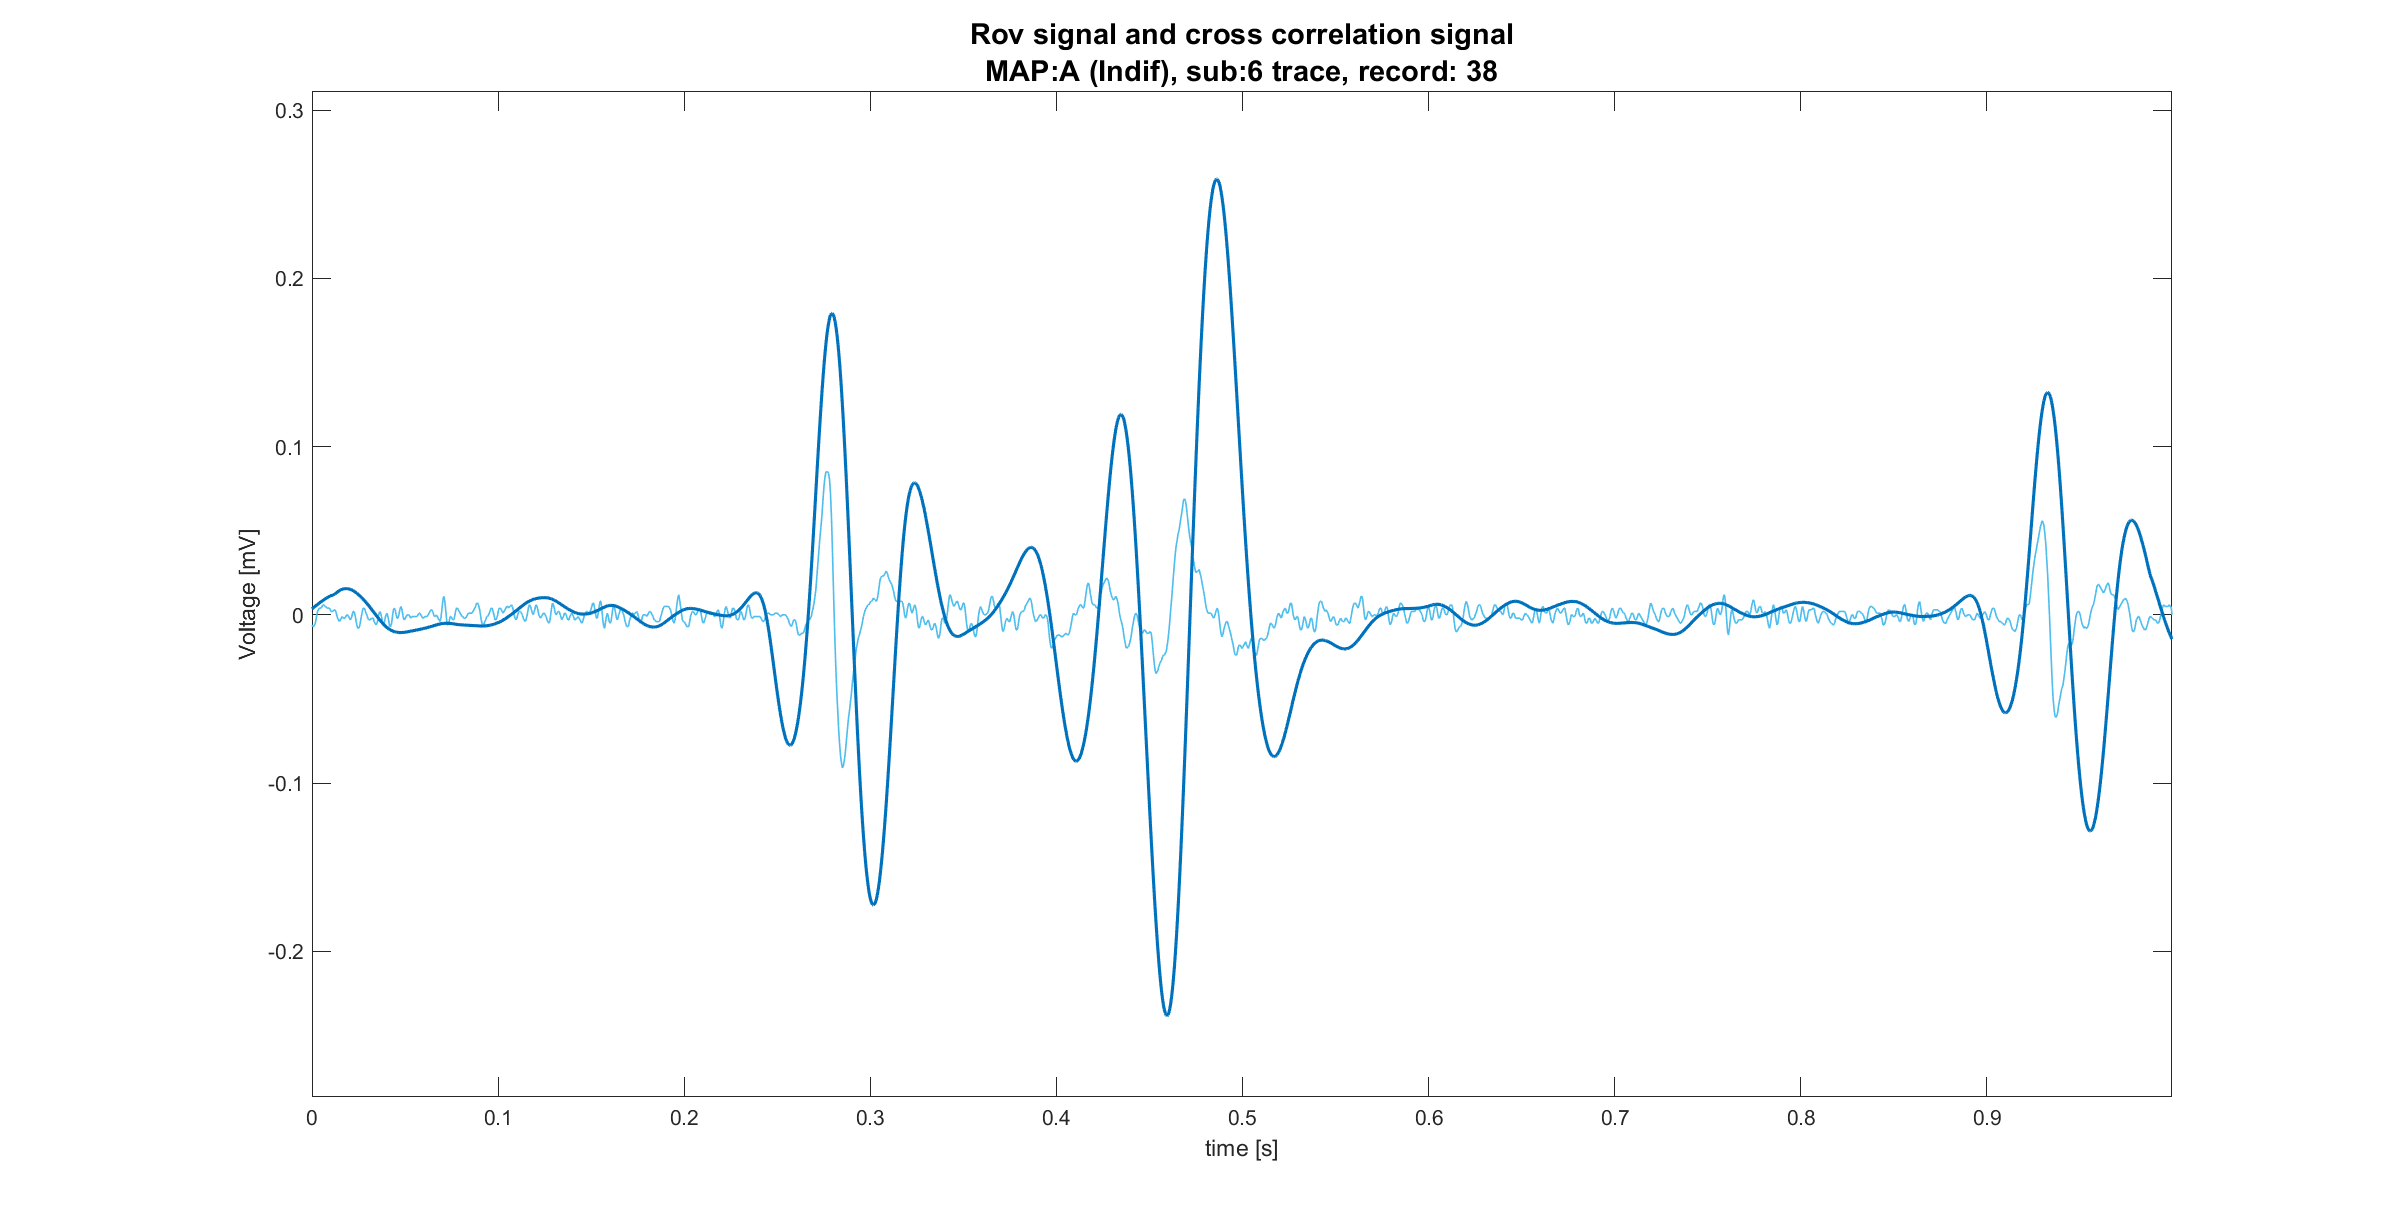 Rov signal and cross correlation signal
MAP:A (Indif), sub:6 trace, record: 38
0.3
0.2
0.1
0
-0.1
-0.2
Voltage [mV]
0 0.1 0.2 0.3 0.4 0.5 0.6 0.7 0.8 0.9
time [s]